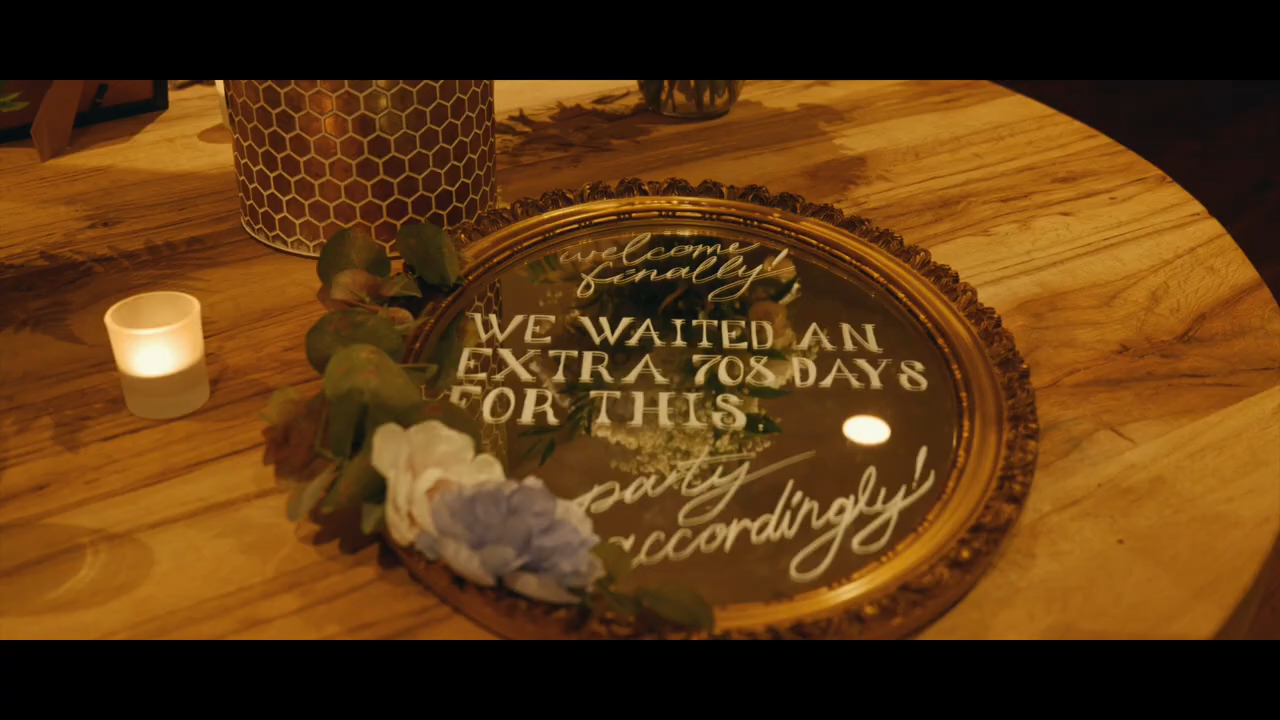 welcome
finally!
WE WAITED AN
EXTRA 708 DAYS
FOR THIS
party
accordingly!